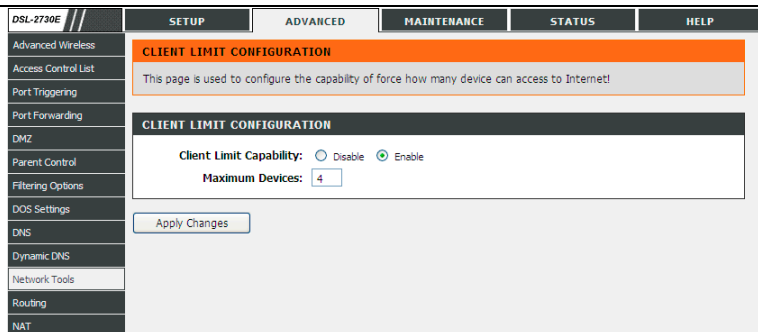 DSL-2730E SETUP ADVANCED MAINTENANCE STATUS HELP
Advanced Wireless
Access Control List
Port Triggering
Port Forwarding
DMZ
Parent Control
Filtering Options
DOS Settings
DNS
Dynamic DNS
Network Tools
Routing
NAT
CLIENT LIMIT CONFIGURATION
This page is used to configure the capabilty of force how many device can access to Internet!
CLIENT LIMIT CONFIGURATION
Client Limit Capability: Disable Enable
Maximum Devices: 4
Apply Changes